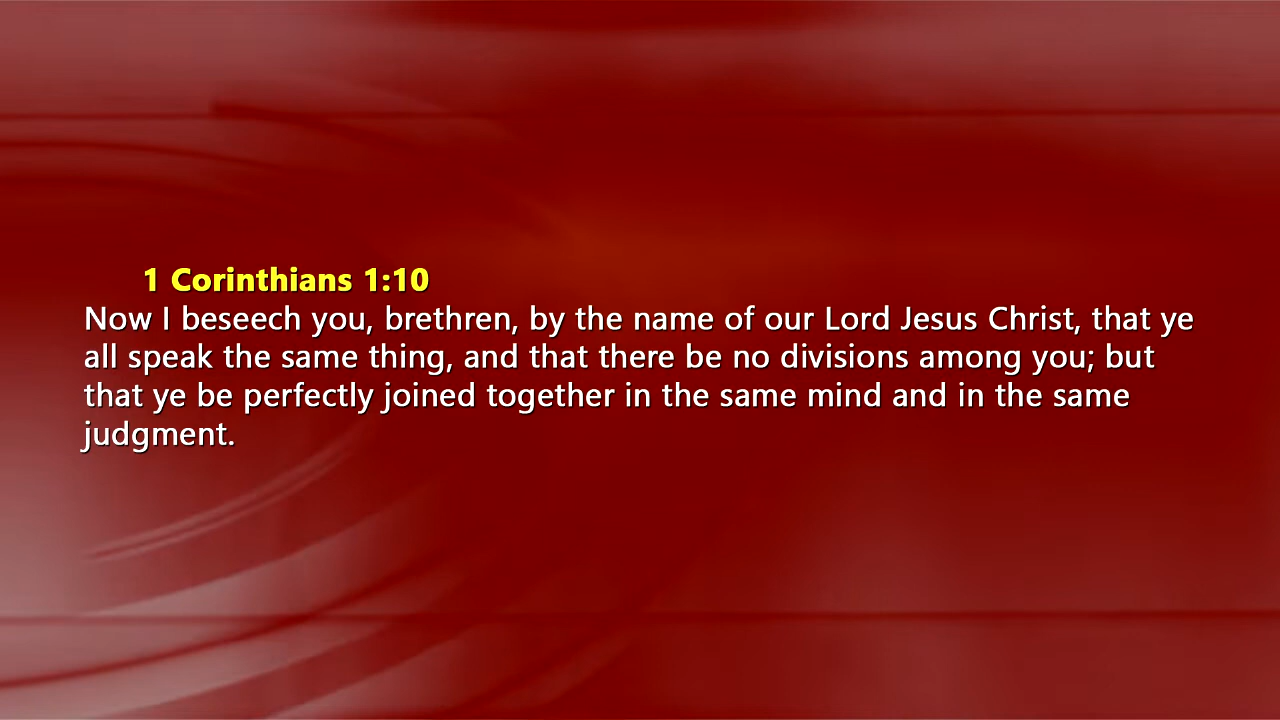 1 Corinthians 1:10
Now I beseech you, brethren, by the name of our Lord Jesus Christ, that ye
all speak the same thing, and that there be no divisions among you; but
that ye be perfectly joined together in the same mind and in the same
judgment.